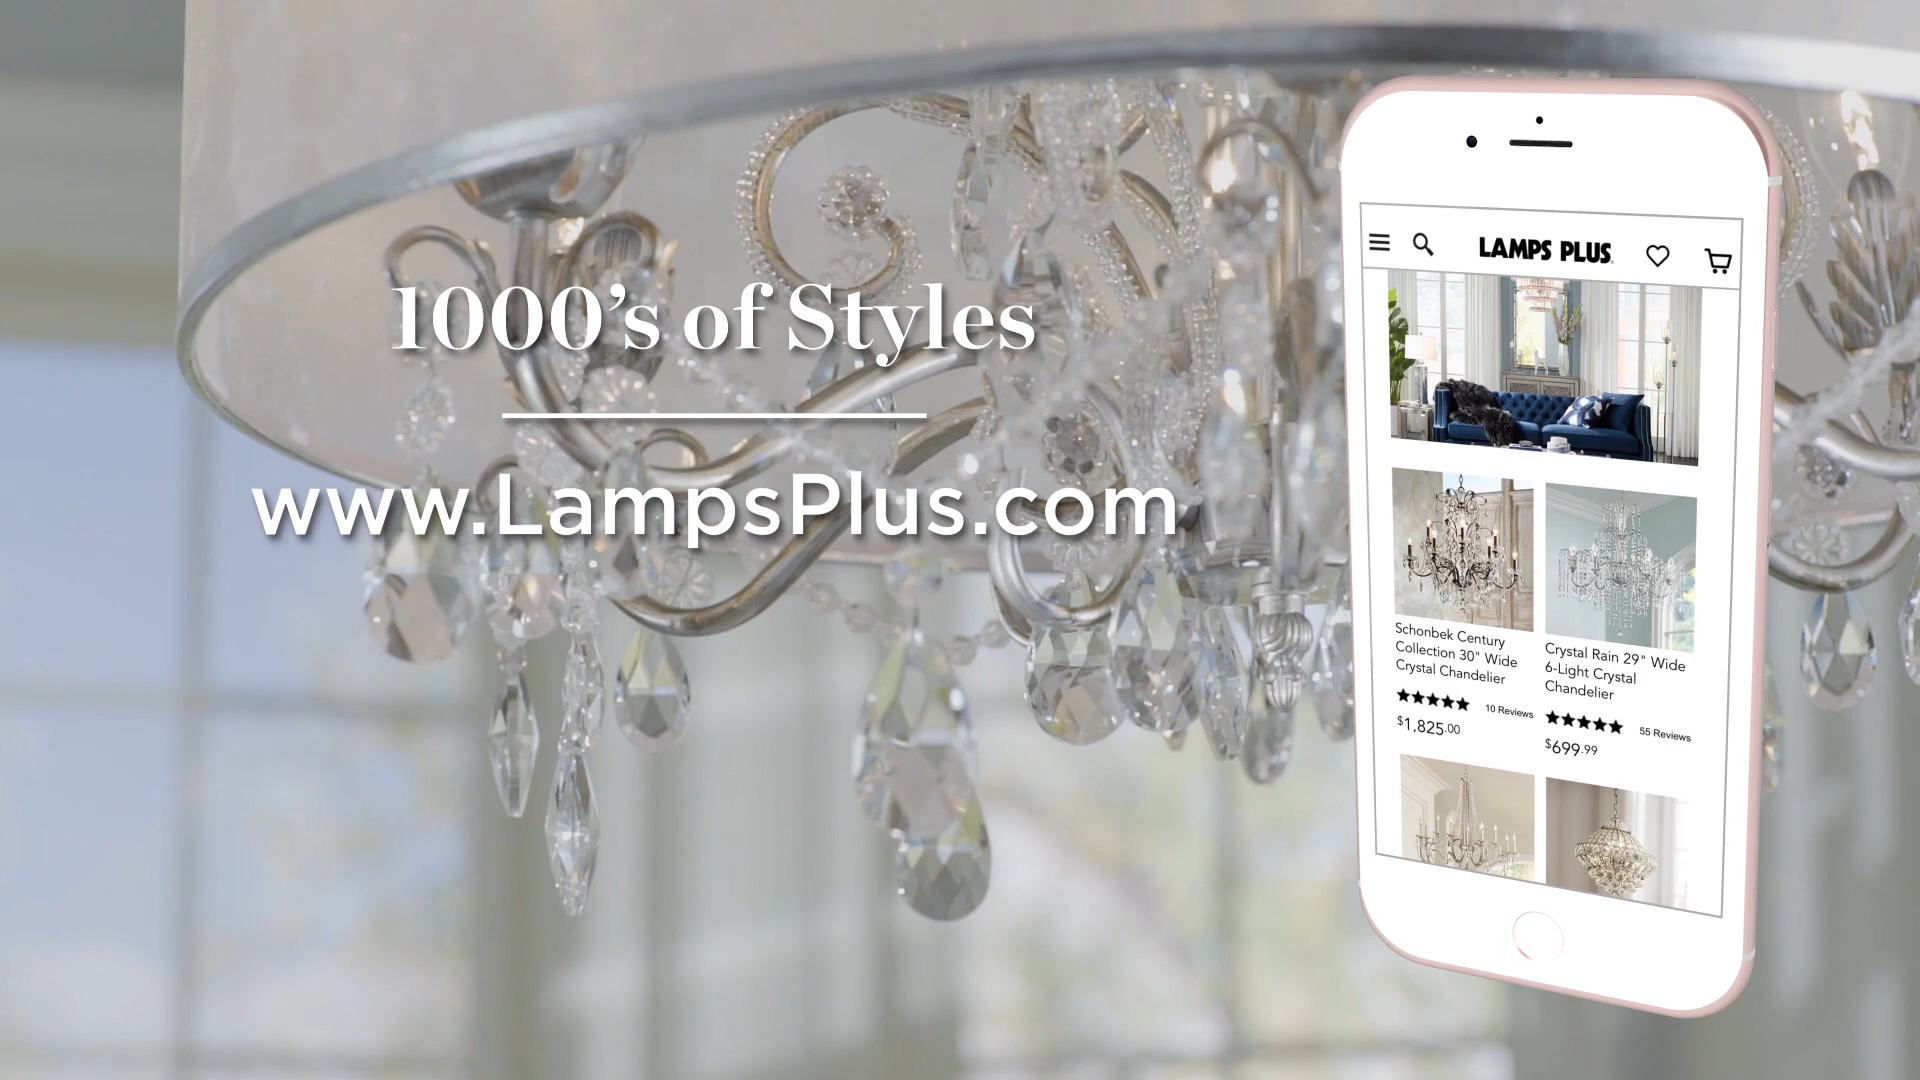 1000's of Styles
www.LampsPlus.com
LAMPS PLUS
Schonbek Century
Collection 30" Wide
Crystal Chandelier
10 Reviews
$1,825.00
Crystal Rain 29" Wide
6-Light Crystal
Chandelier
55 Reviews
$699.99